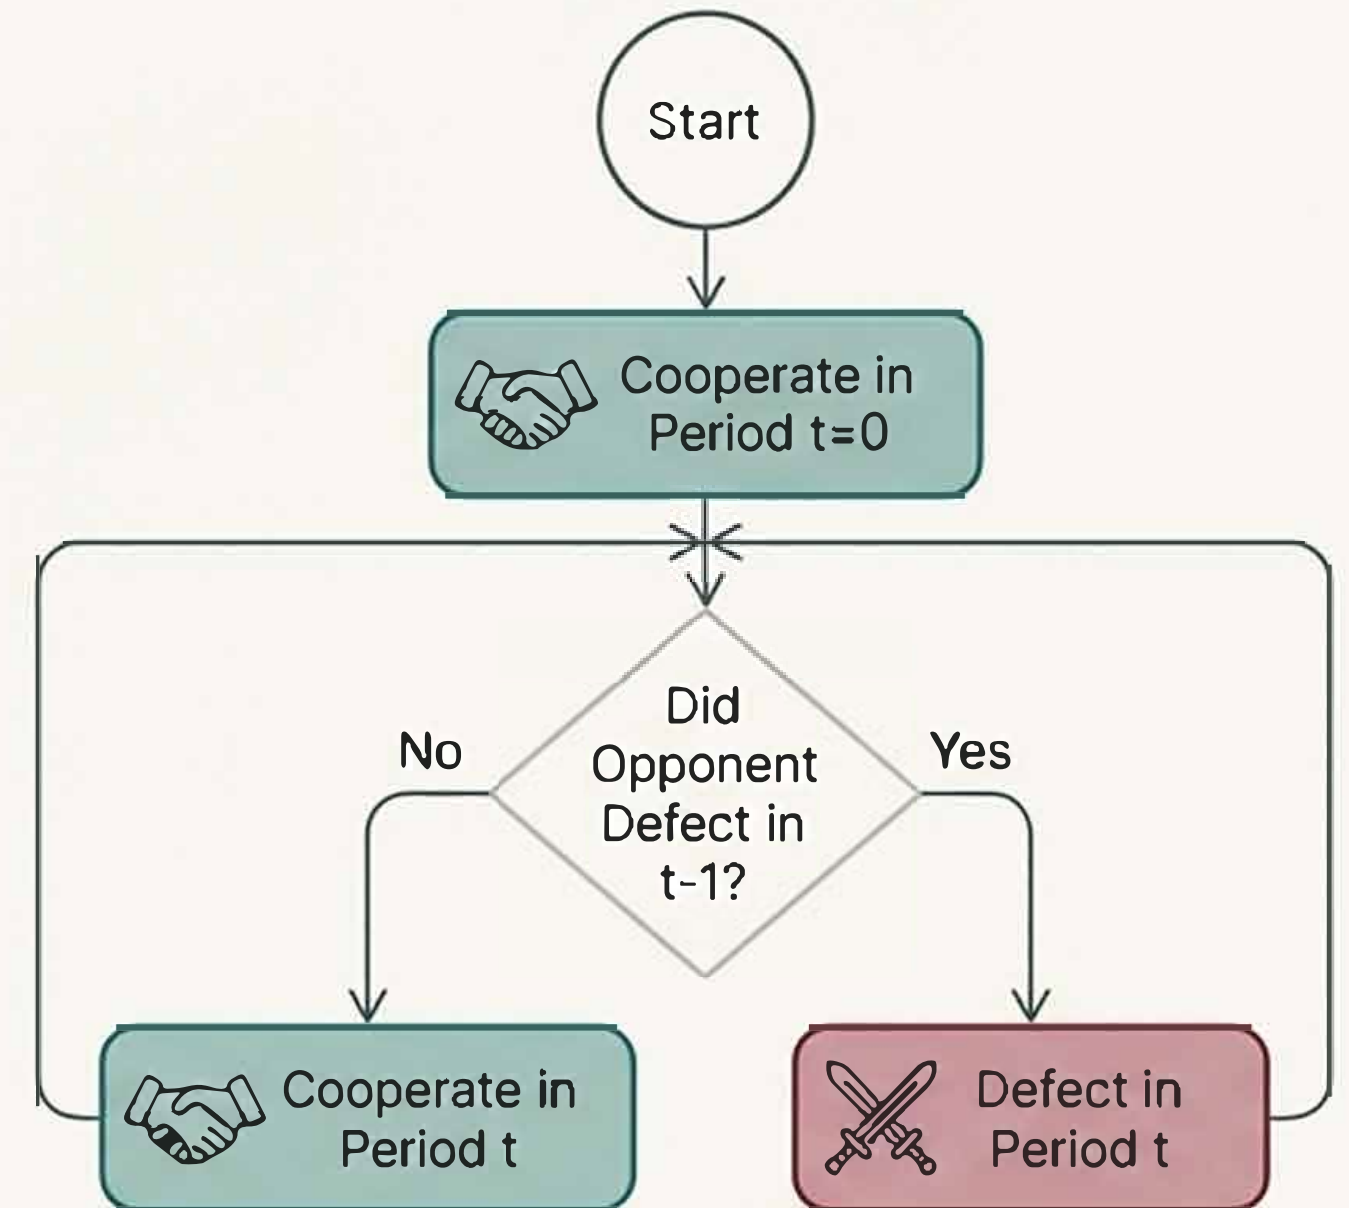 Start
Cooperate in
Period t=0
Did
Opponent
Defect in
t-1?
No
Yes
Cooperate in
Period t
Defect in
Period t